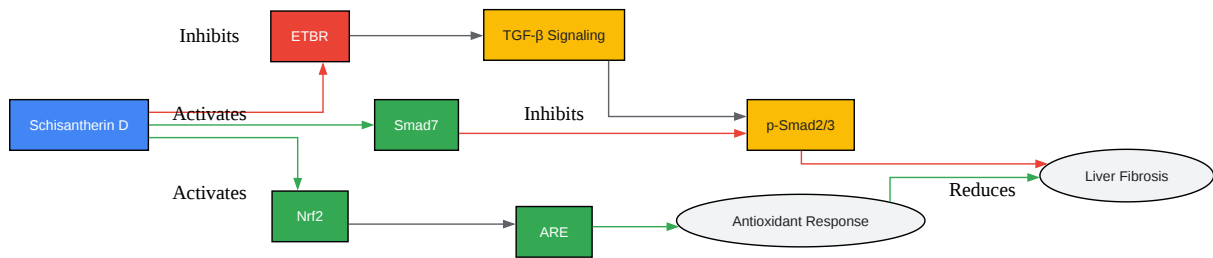 Inhibits
ETBR
TGF-β Signaling
Schisantherin D
Activates
Smad7
Inhibits
p-Smad2/3
Liver Fibrosis
Activates
Nrf2
ARE
Antioxidant Response
Reduces